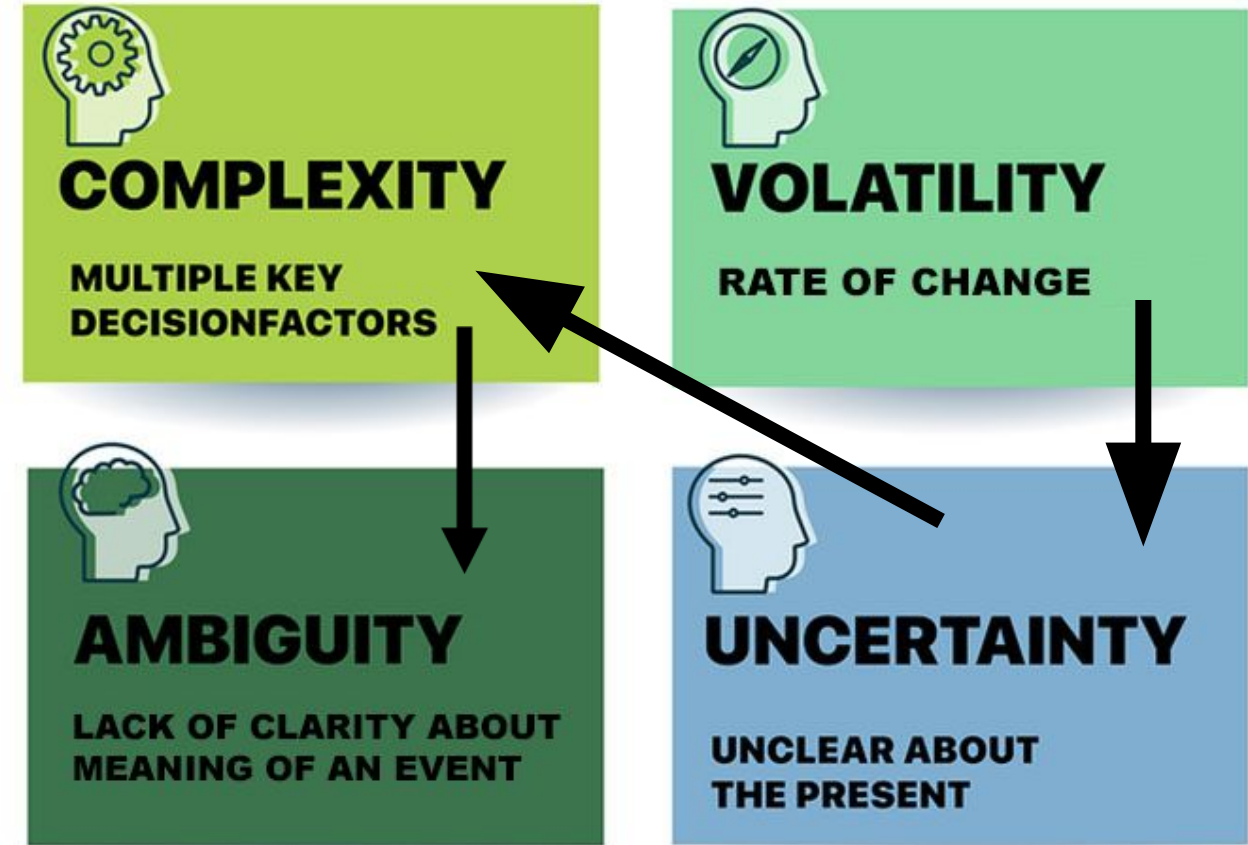 COMPLEXITY
MULTIPLE KEY
DECISIONFACTORS
VOLATILITY
RATE OF CHANGE
AMBIGUITY
LACK OF CLARITY ABOUT
MEANING OF AN EVENT
UNCERTAINTY
UNCLEAR ABOUT
THE PRESENT